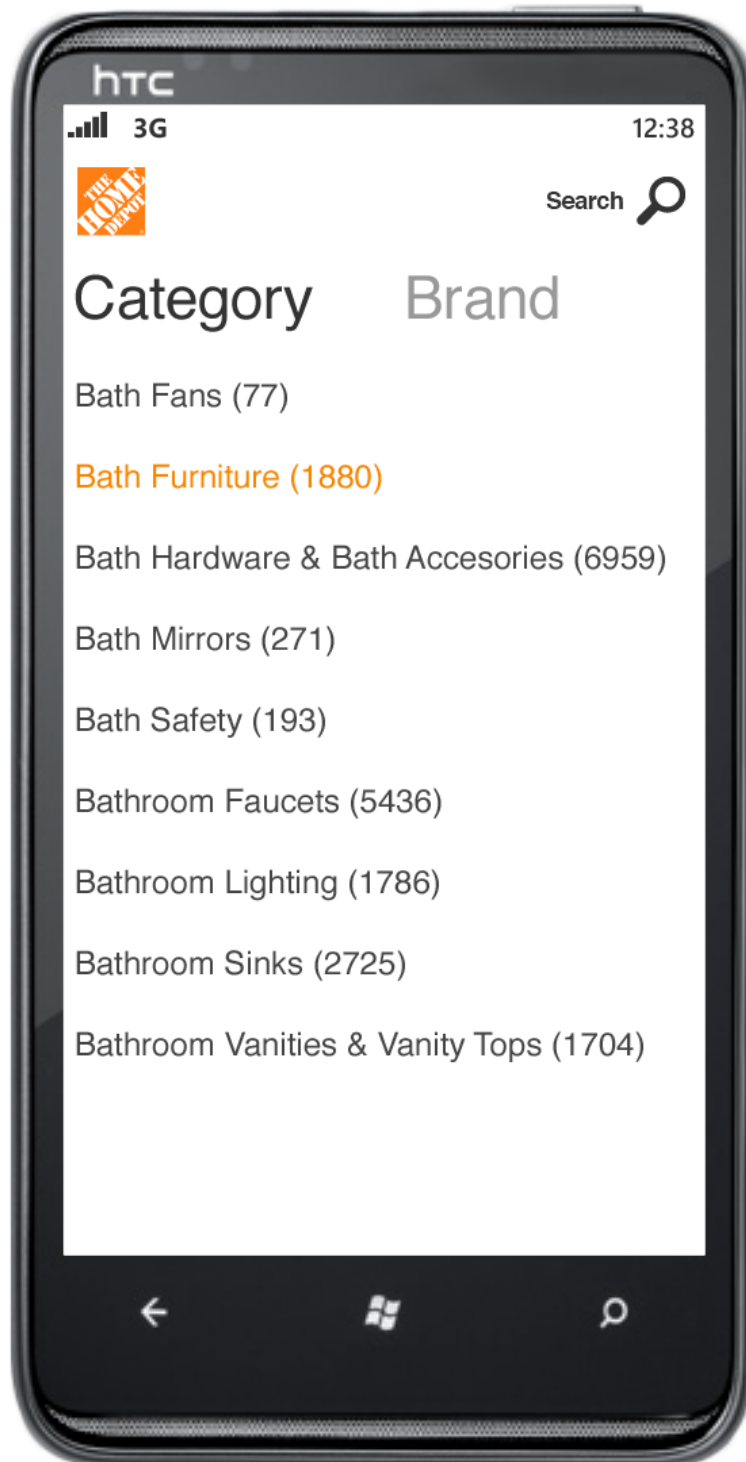 hTC
3G
12:38
THE
HOME
DEPOT
Search
Category
Brand
Bath Fans (77)
Bath Furniture (1880)
Bath Hardware & Bath Accesories (6959)
Bath Mirrors (271)
Bath Safety (193)
Bathroom Faucets (5436)
Bathroom Lighting (1786)
Bathroom Sinks (2725)
Bathroom Vanities & Vanity Tops (1704)